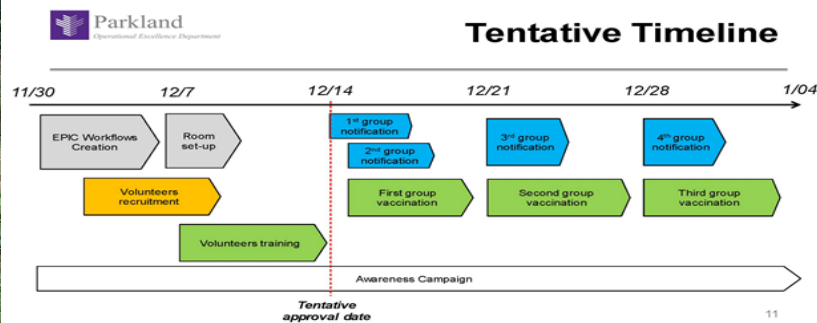 Parkland
Operational Excellence Department
Tentative Timeline
11/30 12/7 12/14 12/21 12/28 1/04
EPIC Workflows
Creation
Room
set-up
1st group
notification
2nd group
notification
3rd group
notification
4th group
notification
Volunteers
recruitment
First group
vaccination
Second group
vaccination
Third group
vaccination
Volunteers training
Awareness Campaign
Tentative
approval date
11